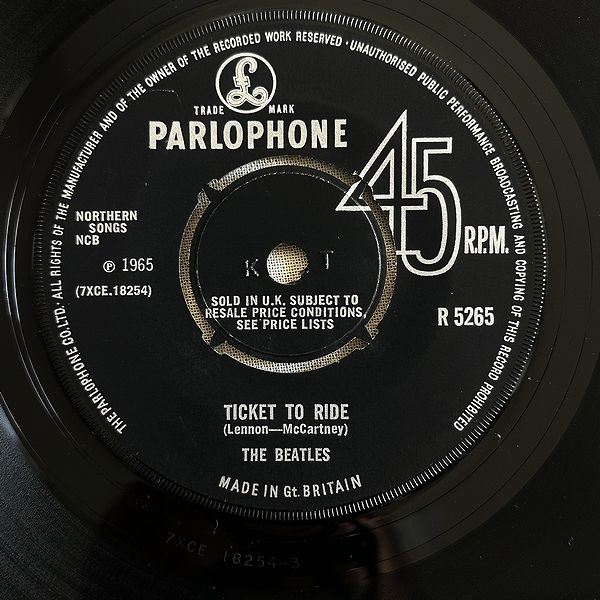 THE PARLOPHONE CO.LTD. ALL RIGHTS OF THE MANUFACTURER AND OF THE OWNER OF THE RECORDED WORK RESERVED · UNAUTHORISED PUBLIC PERFORMANCE BROADCASTING AND COPYING OF THIS RECORD PROHIBITED
£
TRADE MARK
PARLOPHONE
45 R.P.M.
NORTHERN
SONGS
NCB
℗ 1965
(7XCE.18254)
K T
SOLD IN U.K. SUBJECT TO
RESALE PRICE CONDITIONS,
SEE PRICE LISTS
R 5265
TICKET TO RIDE
(Lennon—McCartney)
THE BEATLES
MADE IN Gt. BRITAIN
7XCE 18254-3